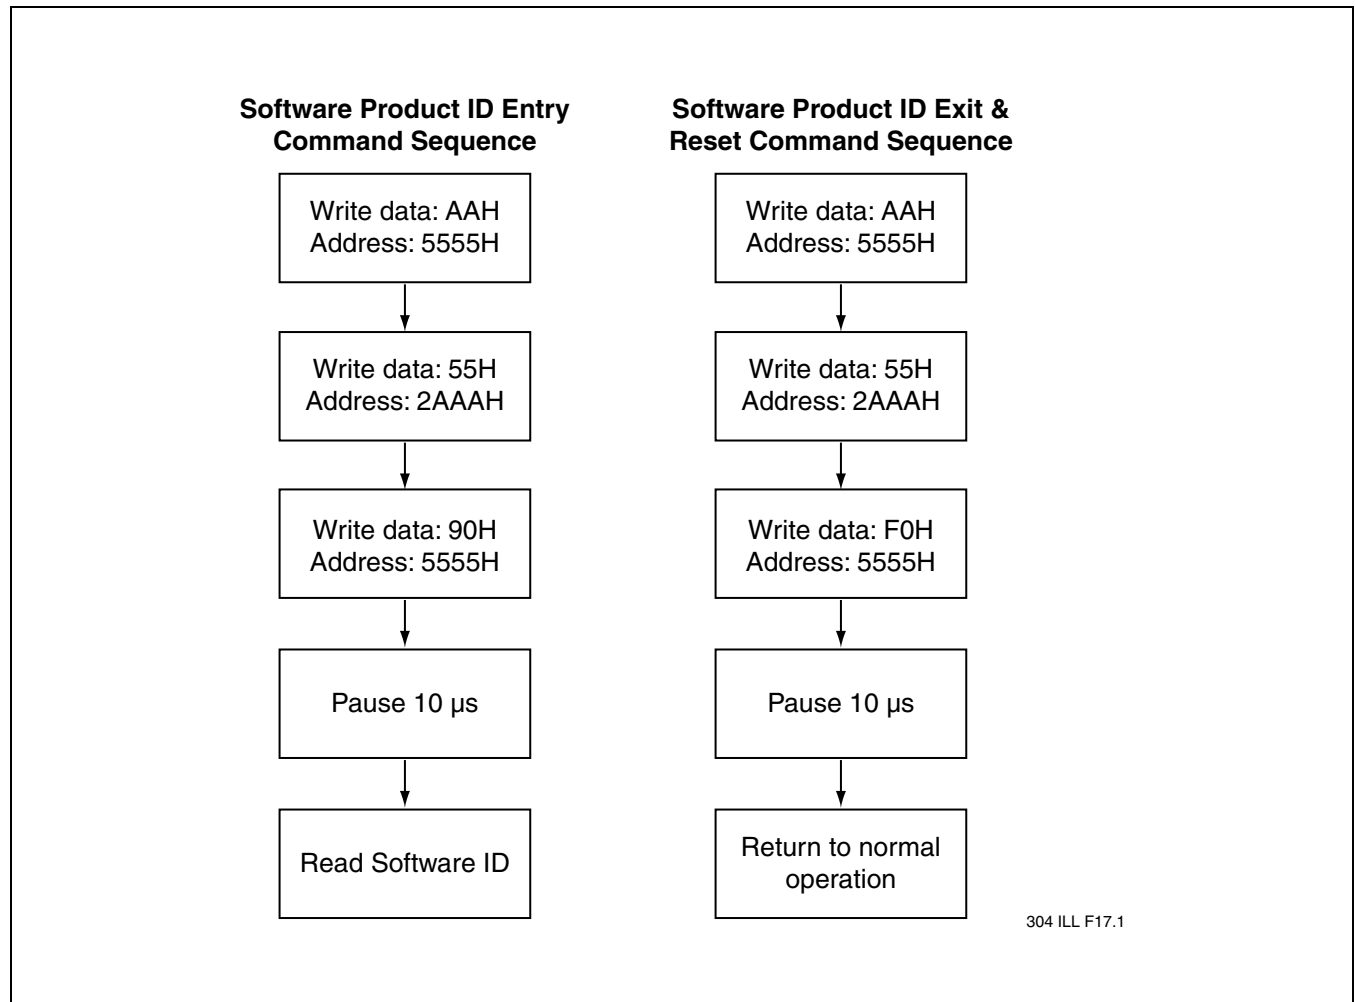 Software Product ID Entry
Command Sequence
Write data: AAH
Address: 5555H
Write data: 55H
Address: 2AAAH
Write data: 90H
Address: 5555H
Pause 10 µs
Read Software ID
Software Product ID Exit &
Reset Command Sequence
Write data: AAH
Address: 5555H
Write data: 55H
Address: 2AAAH
Write data: F0H
Address: 5555H
Pause 10 µs
Return to normal
operation
304 ILL F17.1